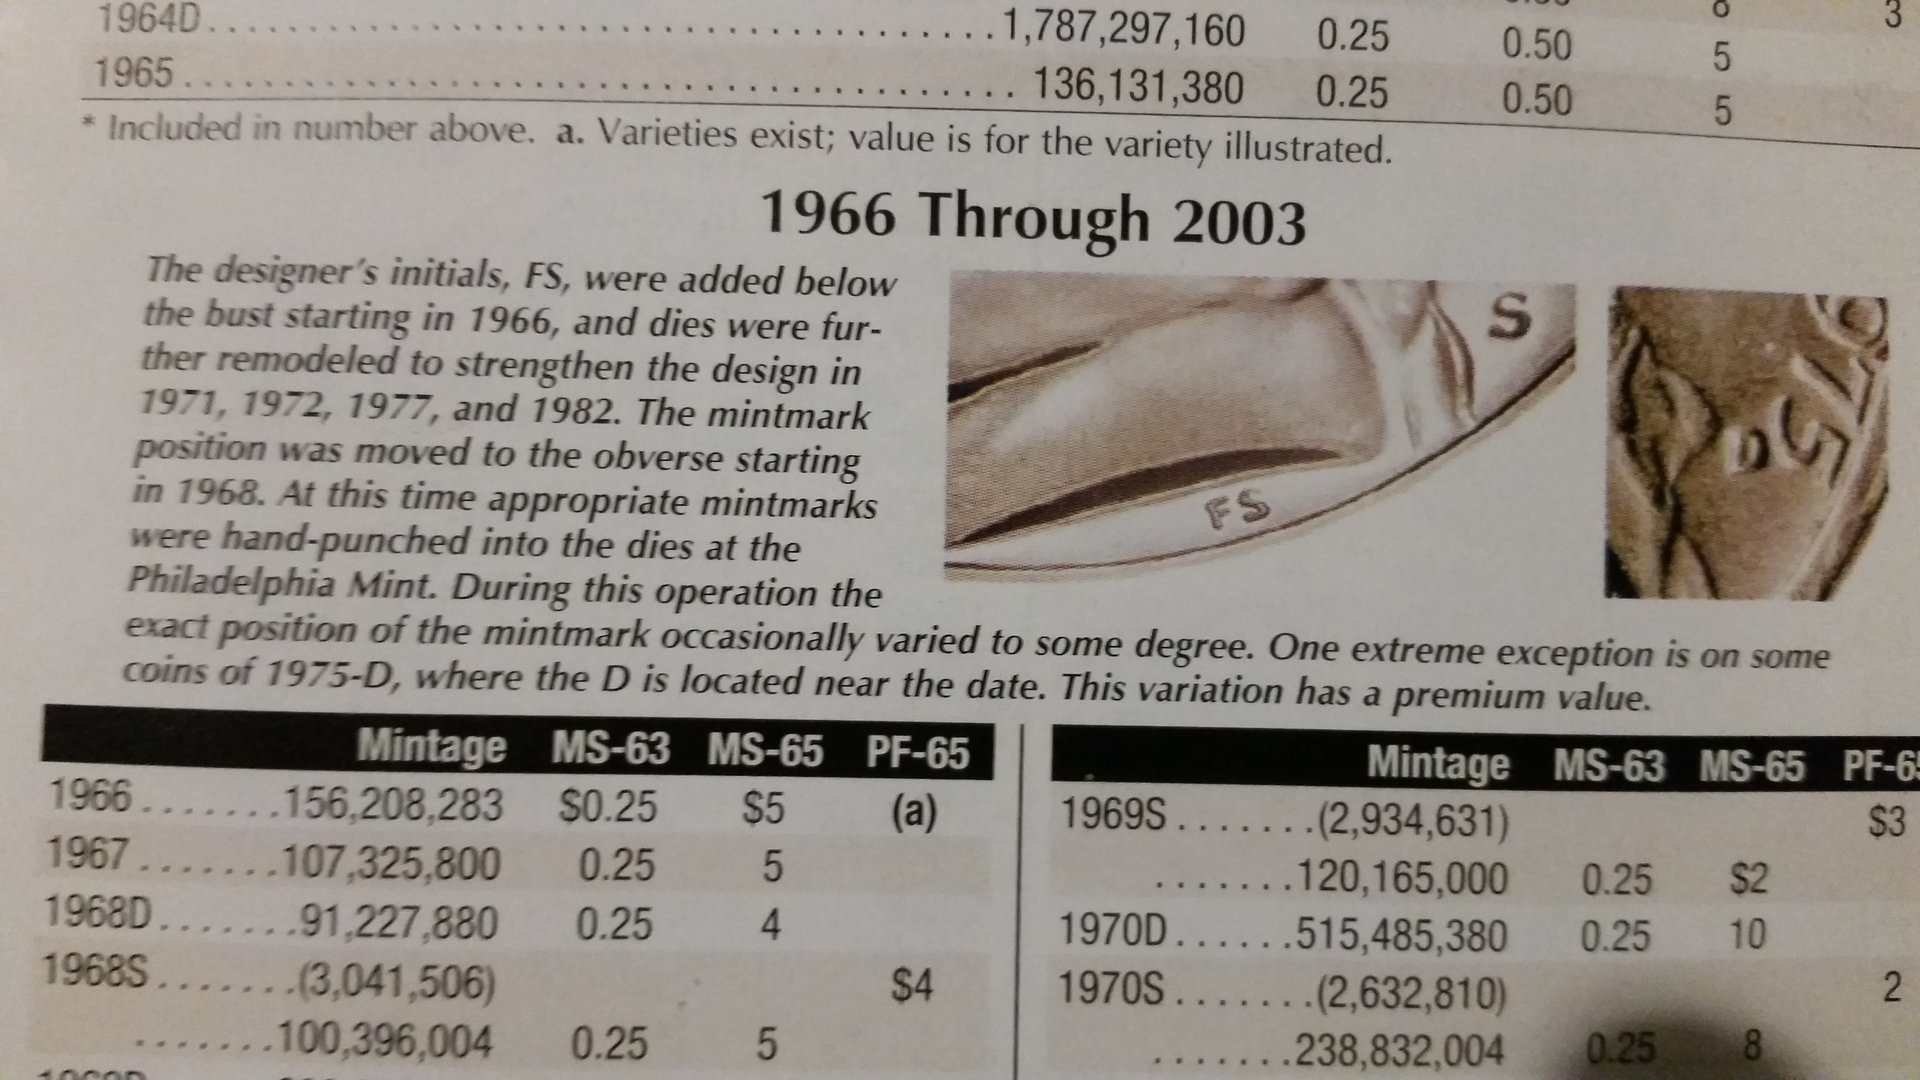 1964D......................................1,787,297,160 0.25 0.50 8 3
1965......................................136,131,380 0.25 0.50 5
5
* Included in number above. a. Varieties exist; value is for the variety illustrated.
1966 Through 2003
The designer's initials, FS, were added below
the bust starting in 1966, and dies were fur-
ther remodeled to strengthen the design in
1971, 1972, 1977, and 1982. The mintmark
position was moved to the obverse starting
in 1968. At this time appropriate mintmarks
were hand-punched into the dies at the
Philadelphia Mint. During this operation the
exact position of the mintmark occasionally varied to some degree. One extreme exception is on some
coins of 1975-D, where the D is located near the date. This variation has a premium value.
S
FS
D
Mintage MS-63 MS-65 PF-65
1966.......156,208,283 $0.25 $5 (a)
1967.......107,325,800 0.25 5
1968D.......91,227,880 0.25 4
1968S.......(3,041,506) $4
.......100,396,004 0.25 5
Mintage MS-63 MS-65 PF-65
1969S.......(2,934,631) $3
.......120,165,000 0.25 $2
1970D......515,485,380 0.25 10
1970S.......(2,632,810) 2
.......238,832,004 0.25 8